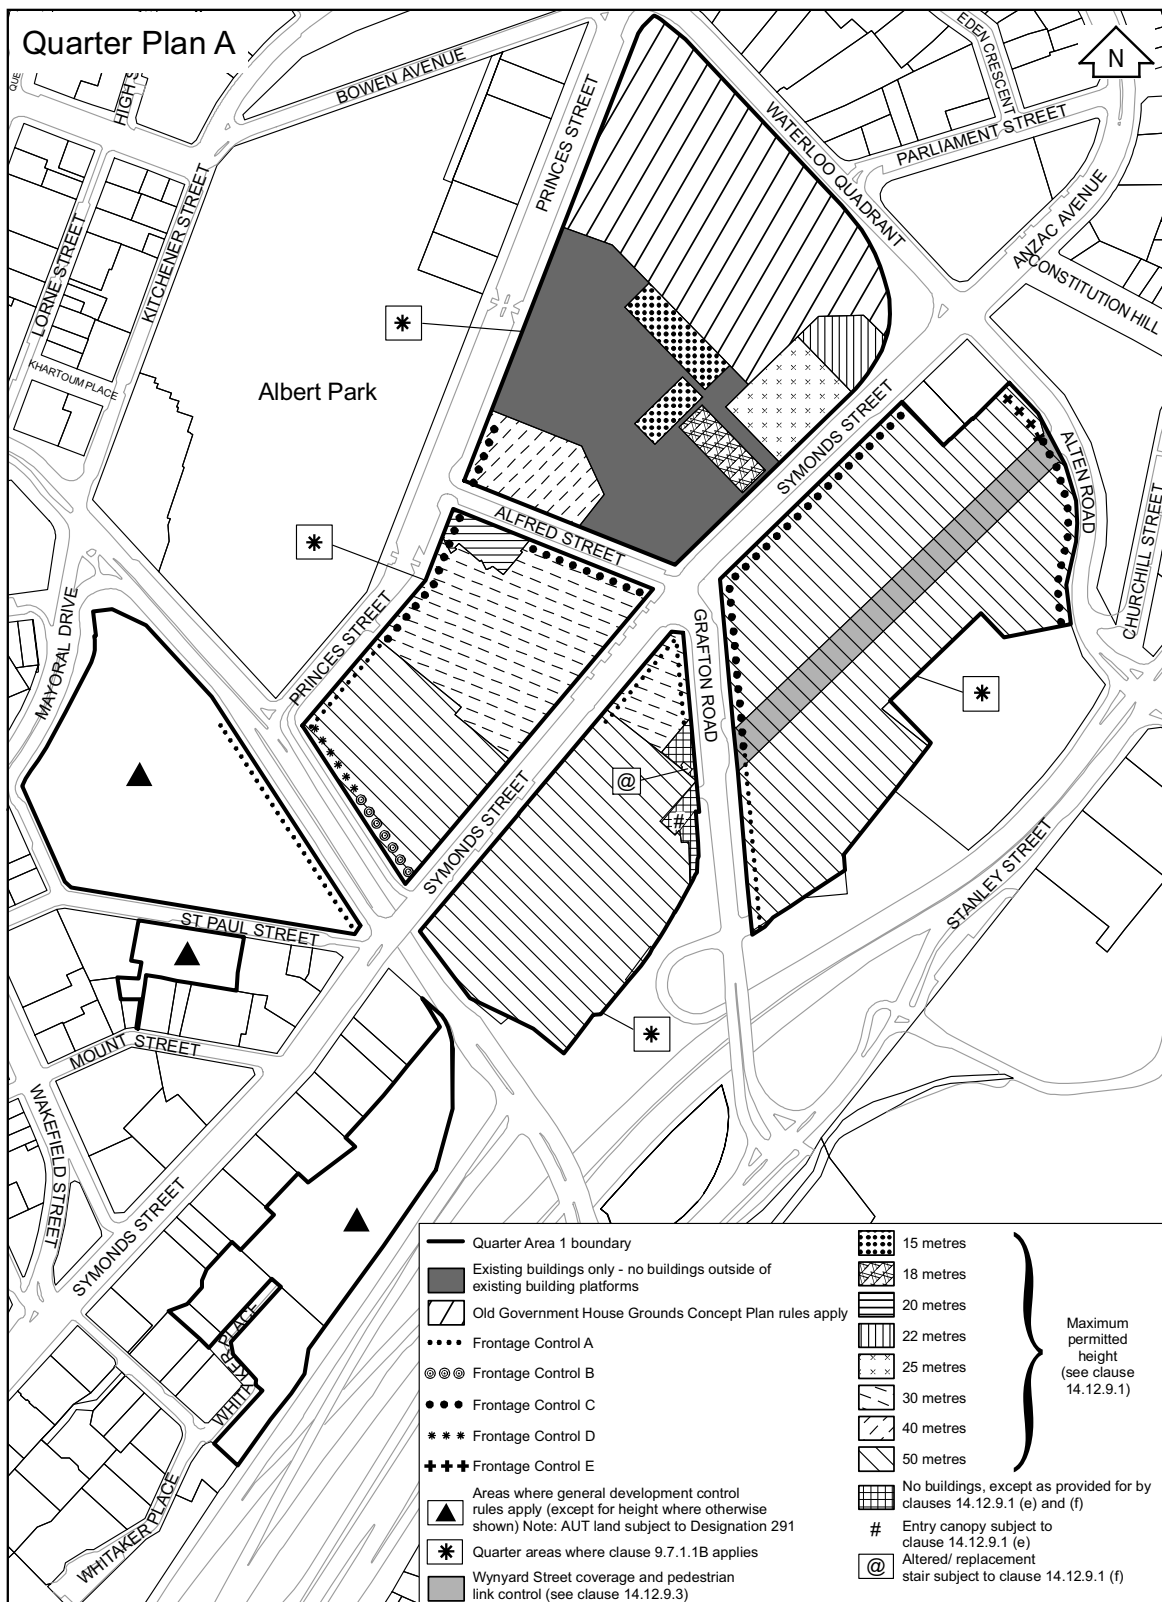 Quarter Plan A
N
BOWEN AVENUE
HIGH S
QUE
EDEN CRESCENT
PARLIAMENT STREET
WATERLOO QUADRANT
PRINCES STREET
ANZAC AVENUE
CONSTITUTION HILL
LORNE STREET
KITCHENER STREET
KHARTOUM PLACE
Albert Park
SYMONDS STREET
ALTEN ROAD
CHURCHILL STREET
ALFRED STREET
PRINCES STREET
GRAFTON ROAD
MAYORAL DRIVE
@
#
SYMONDS STREET
STANLEY STREET
ST PAUL STREET
MOUNT STREET
WAKEFIELD STREET
SYMONDS STREET
WHITAKER PLACE
WHITAKER PLACE
WHITAKER PLACE
Quarter Area 1 boundary
Existing buildings only - no buildings outside of
existing building platforms
Old Government House Grounds Concept Plan rules apply
Frontage Control A
Frontage Control B
Frontage Control C
Frontage Control D
Frontage Control E
Areas where general development control
rules apply (except for height where otherwise
shown) Note: AUT land subject to Designation 291
Quarter areas where clause 9.7.1.1B applies
Wynyard Street coverage and pedestrian
link control (see clause 14.12.9.3)
15 metres
18 metres
20 metres
22 metres
25 metres
30 metres
40 metres
50 metres
Maximum
permitted
height
(see clause
14.12.9.1)
No buildings, except as provided for by
clauses 14.12.9.1 (e) and (f)
# Entry canopy subject to
clause 14.12.9.1 (e)
@ Altered/ replacement
stair subject to clause 14.12.9.1 (f)